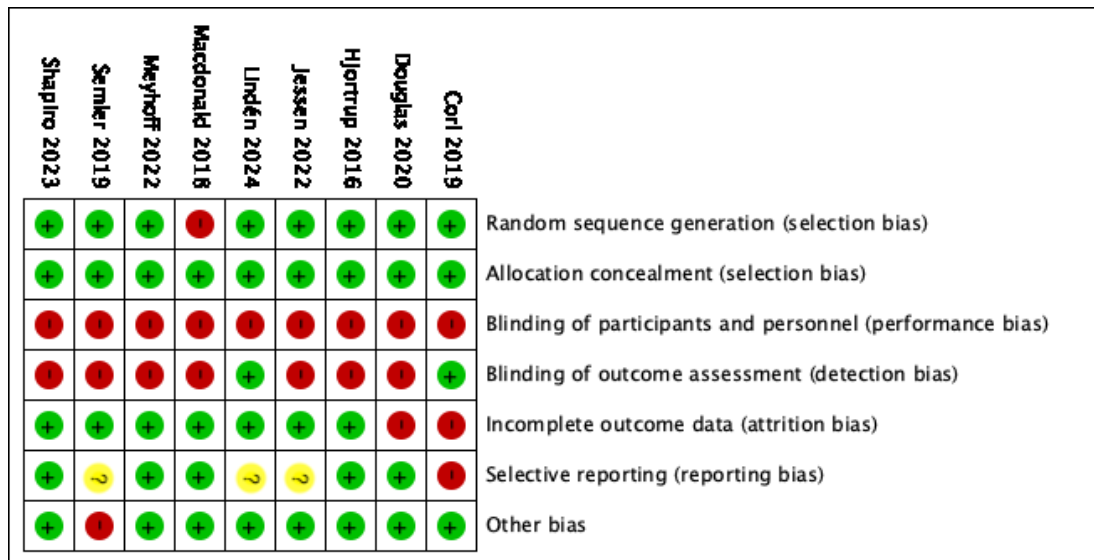 Shapiro 2023
Semler 2019
Meyhoff 2022
Macdonald 2018
Lindén 2024
Jessen 2022
Hjortrup 2016
Douglas 2020
Corl 2019
+ + + - + + + + + Random sequence generation (selection bias)
+ + + + + + + + + Allocation concealment (selection bias)
- - - - - - - - - Blinding of participants and personnel (performance bias)
- - - - + - - - + Blinding of outcome assessment (detection bias)
+ + + + + + + - - Incomplete outcome data (attrition bias)
+ ? + + ? ? + + - Selective reporting (reporting bias)
+ - + + + + + + + Other bias